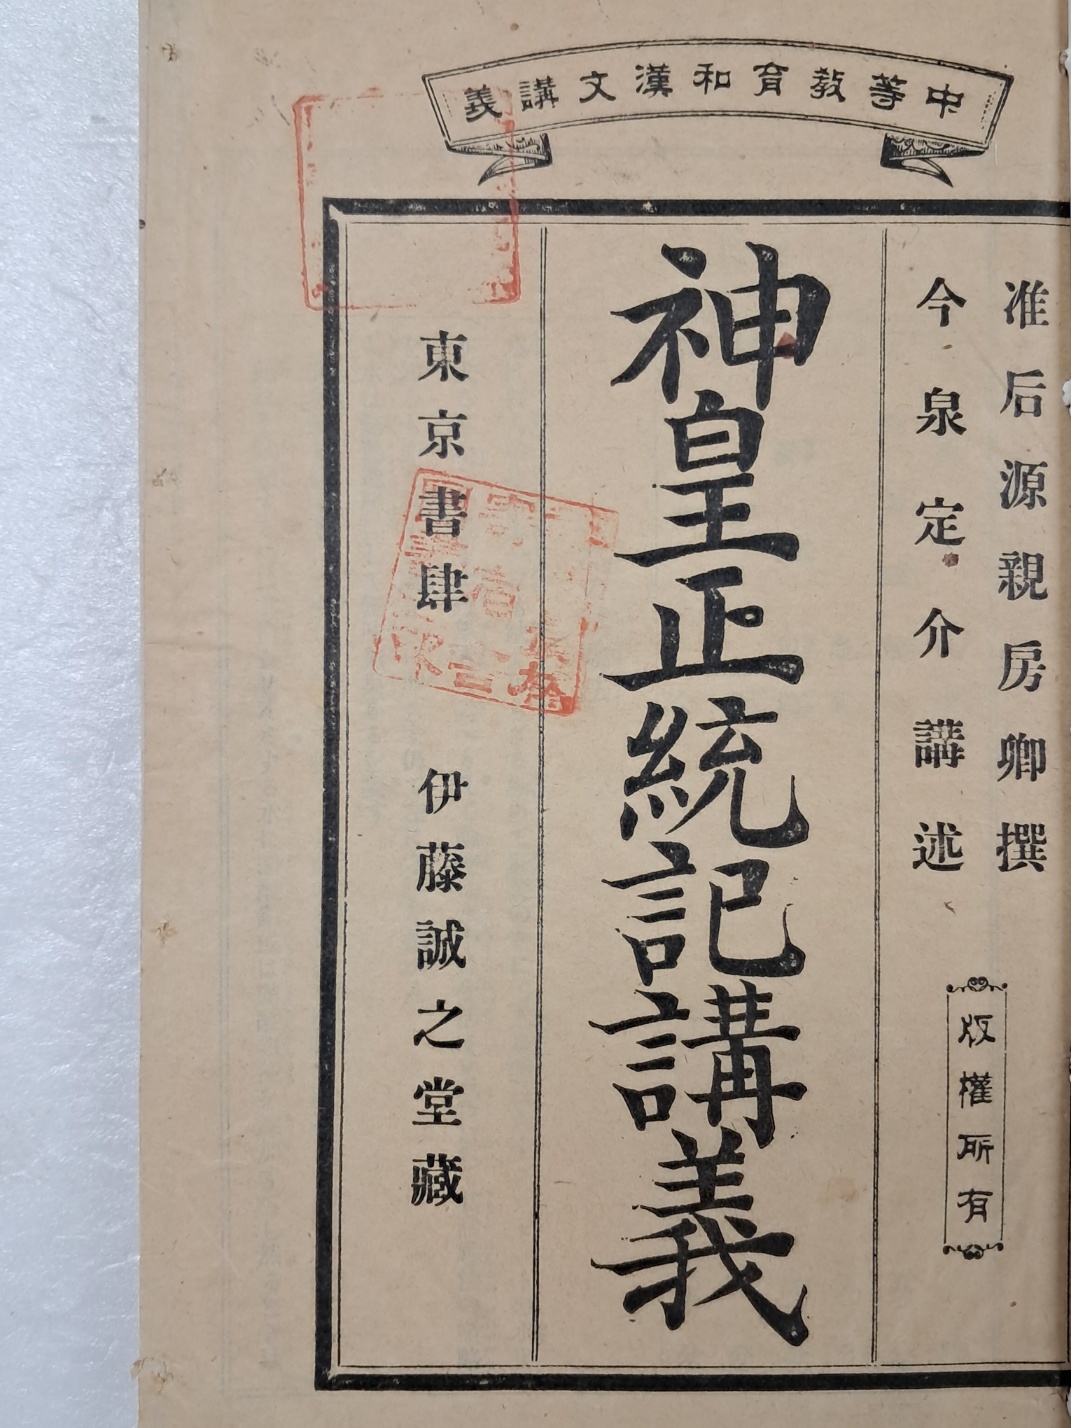 中等教育和漢文講義
准后源親房卿撰
今泉定介講述
版權所有
神皇正統記講義
東京書肆 伊藤誠之堂藏